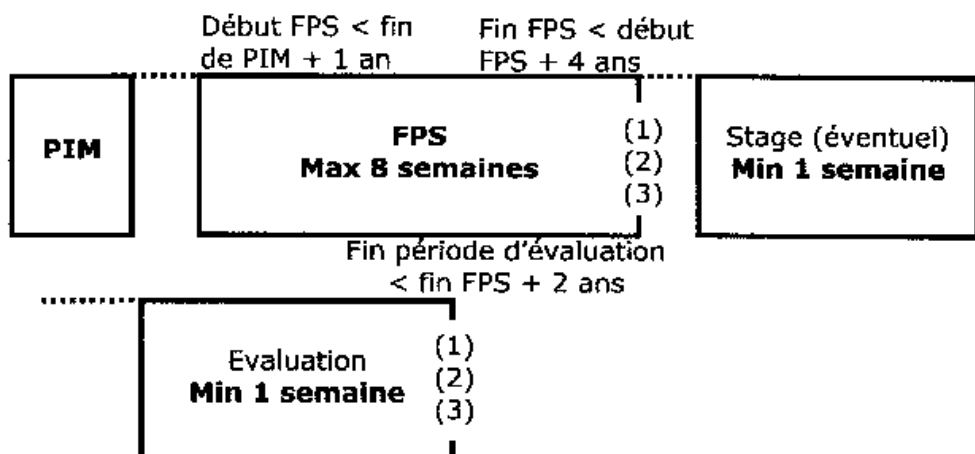 Début FPS < fin
de PIM + 1 an
Fin FPS < début
FPS + 4 ans
PIM
FPS
Max 8 semaines
(1)
(2)
(3)
Stage (éventuel)
Min 1 semaine
Fin période d'évaluation
< fin FPS + 2 ans
Evaluation
Min 1 semaine
(1)
(2)
(3)